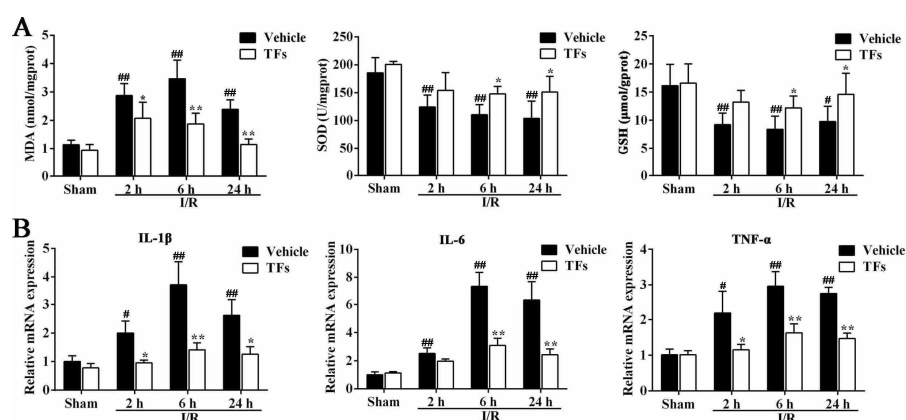 A
MDA (nmol/mgprot)
5
4
3
2
1
0
##
*
##
**
##
**
Vehicle
TFs
Sham
2 h
6 h
24 h
I/R
SOD (U/mgprot)
250
200
150
100
50
0
##
##
*
##
*
Vehicle
TFs
Sham
2 h
6 h
24 h
I/R
GSH (μmol/gprot)
25
20
15
10
5
0
##
##
*
#
*
Vehicle
TFs
Sham
2 h
6 h
24 h
I/R
B
IL-1β
Relative mRNA expression
5
4
3
2
1
0
#
*
##
**
##
*
Vehicle
TFs
Sham
2 h
6 h
24 h
I/R
IL-6
Relative mRNA expression
10
8
6
4
2
0
##
##
**
##
**
Vehicle
TFs
Sham
2 h
6 h
24 h
I/R
TNF-α
Relative mRNA expression
4
3
2
1
0
#
*
##
**
##
**
Vehicle
TFs
Sham
2 h
6 h
24 h
I/R